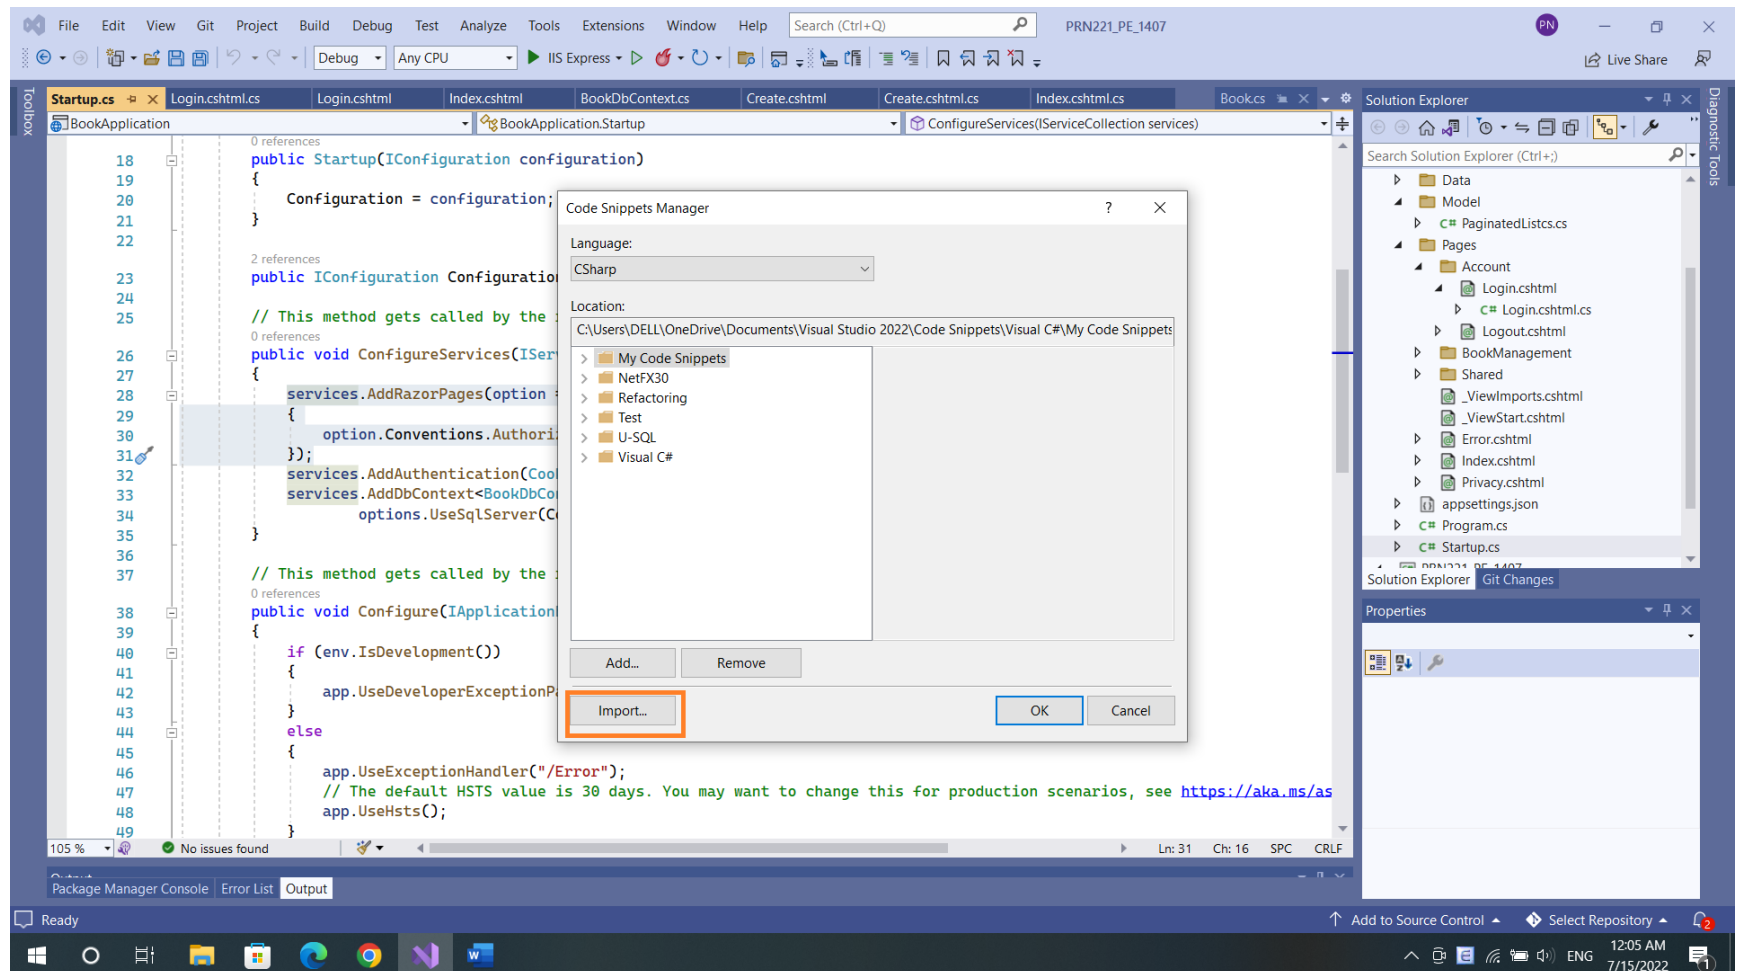 File Edit View Git Project Build Debug Test Analyze Tools Extensions Window Help Search (Ctrl+Q) PRN221_PE_1407 PN
Debug Any CPU IIS Express Live Share
Toolbox
Startup.cs Login.cshtml.cs Login.cshtml Index.cshtml BookDbContext.cs Create.cshtml Create.cshtml.cs Index.cshtml.cs Book.cs
BookApplication BookApplication.Startup ConfigureServices(IServiceCollection services)
0 references
18 public Startup(IConfiguration configuration)
19 {
20 Configuration = configuration;
21 }
22
2 references
23 public IConfiguration Configuration
24
25 // This method gets called by the
0 references
26 public void ConfigureServices(IServ
27 {
28 services.AddRazorPages(option =
29 {
30 option.Conventions.Authoriz
31 });
32 services.AddAuthentication(Cook
33 services.AddDbContext<BookDbCon
34 options.UseSqlServer(Co
35 }
36
37 // This method gets called by the
0 references
38 public void Configure(IApplicationB
39 {
40 if (env.IsDevelopment())
41 {
42 app.UseDeveloperExceptionPa
43 }
44 else
45 {
46 app.UseExceptionHandler("/Error");
47 // The default HSTS value is 30 days. You may want to change this for production scenarios, see https://aka.ms/as
48 app.UseHsts();
49 }
Code Snippets Manager ?
Language:
CSharp
Location:
C:\Users\DELL\OneDrive\Documents\Visual Studio 2022\Code Snippets\Visual C#\My Code Snippets
My Code Snippets
NetFX30
Refactoring
Test
U-SQL
Visual C#
Add... Remove
Import... OK Cancel
105 % No issues found Ln: 31 Ch: 16 SPC CRLF
Output
Package Manager Console Error List Output
Solution Explorer
Search Solution Explorer (Ctrl+;)
Data
Model
C# PaginatedListcs.cs
Pages
Account
Login.cshtml
C# Login.cshtml.cs
Logout.cshtml
BookManagement
Shared
_ViewImports.cshtml
_ViewStart.cshtml
Error.cshtml
Index.cshtml
Privacy.cshtml
appsettings.json
C# Program.cs
C# Startup.cs
PRN221_PE_1407
Solution Explorer Git Changes
Properties
Diagnostic Tools
Ready Add to Source Control Select Repository 2
ENG 12:05 AM
7/15/2022 1